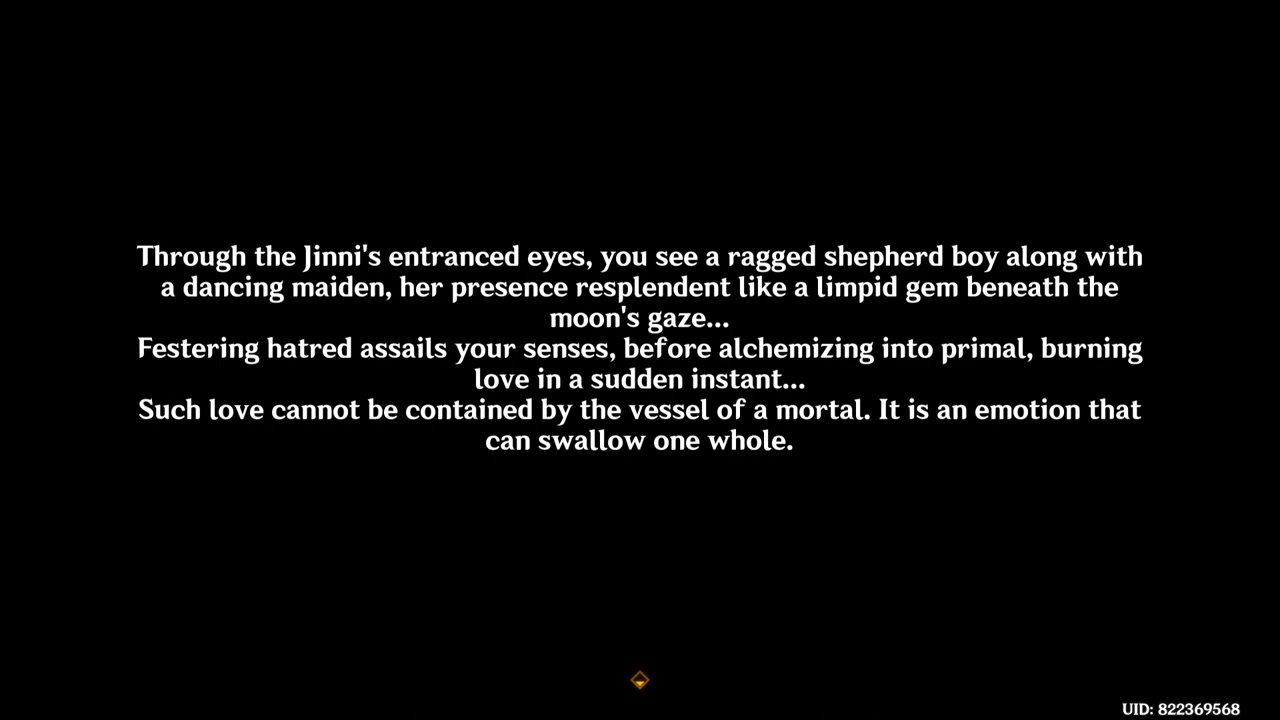 Through the Jinni's entranced eyes, you see a ragged shepherd boy along with
a dancing maiden, her presence resplendent like a limpid gem beneath the
moon's gaze...
Festering hatred assails your senses, before alchemizing into primal, burning
love in a sudden instant...
Such love cannot be contained by the vessel of a mortal. It is an emotion that
can swallow one whole.
UID: 822369568